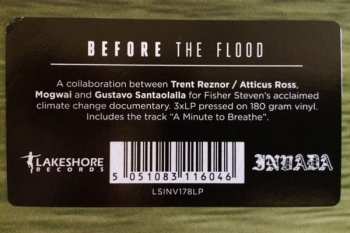 BEFORE THE FLOOD
A collaboration between Trent Reznor / Atticus Ross,
Mogwai and Gustavo Santaolalla for Fisher Steven's acclaimed
climate change documentary. 3xLP pressed on 180 gram vinyl.
Includes the track "A Minute to Breathe".
LAKESHORE
RECORDS
INVADA
5 051083 116046
LSINV178LP